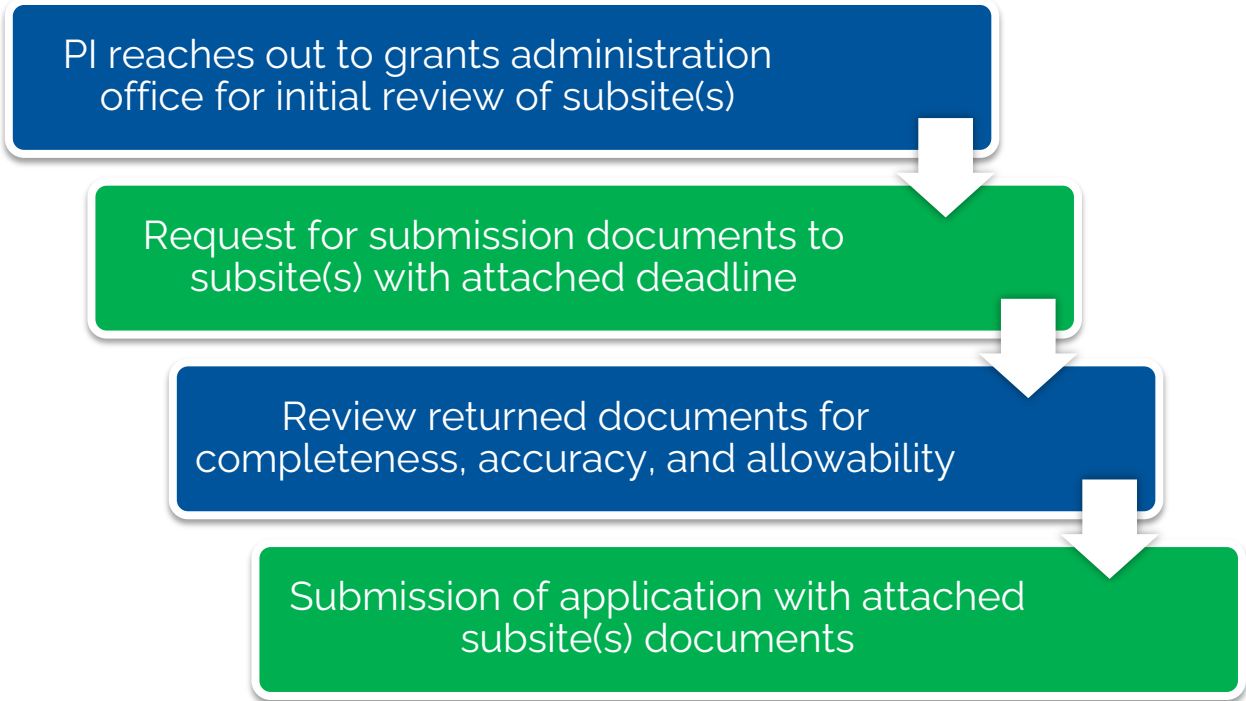 PI reaches out to grants administration
office for initial review of subsite(s)
Request for submission documents to
subsite(s) with attached deadline
Review returned documents for
completeness, accuracy, and allowability
Submission of application with attached
subsite(s) documents